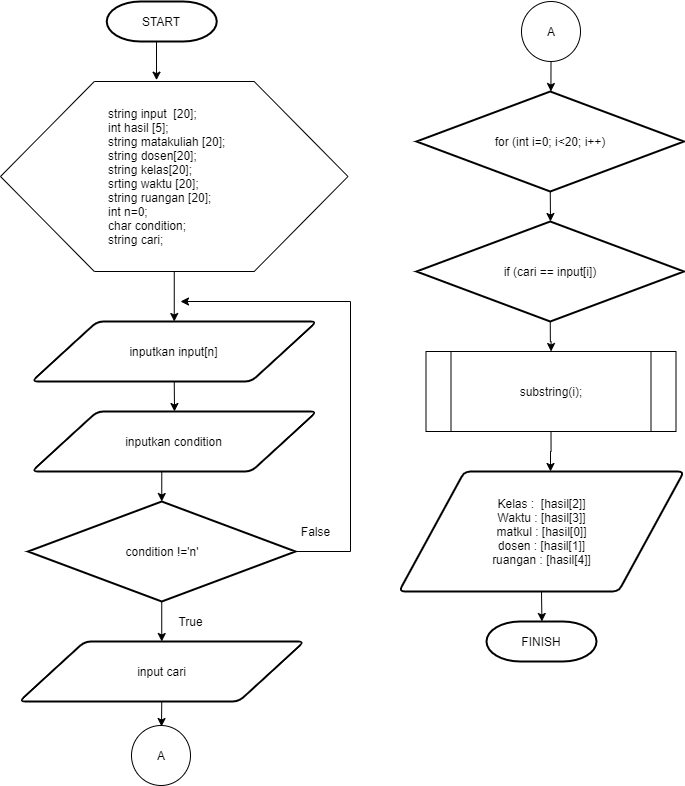 START
string input  [20];
int hasil [5];
string matakuliah [20];
string dosen[20];
string kelas[20];
srting waktu [20];
string ruangan [20];
int n=0;
char condition;
string cari;
inputkan input[n]
inputkan condition
condition !='n'
False
True
input cari
A
A
for (int i=0; i<20; i++)
if (cari == input[i])
substring(i);
Kelas :  [hasil[2]]
Waktu : [hasil[3]]
matkul : [hasil[0]]
dosen : [hasil[1]]
ruangan : [hasil[4]]
FINISH